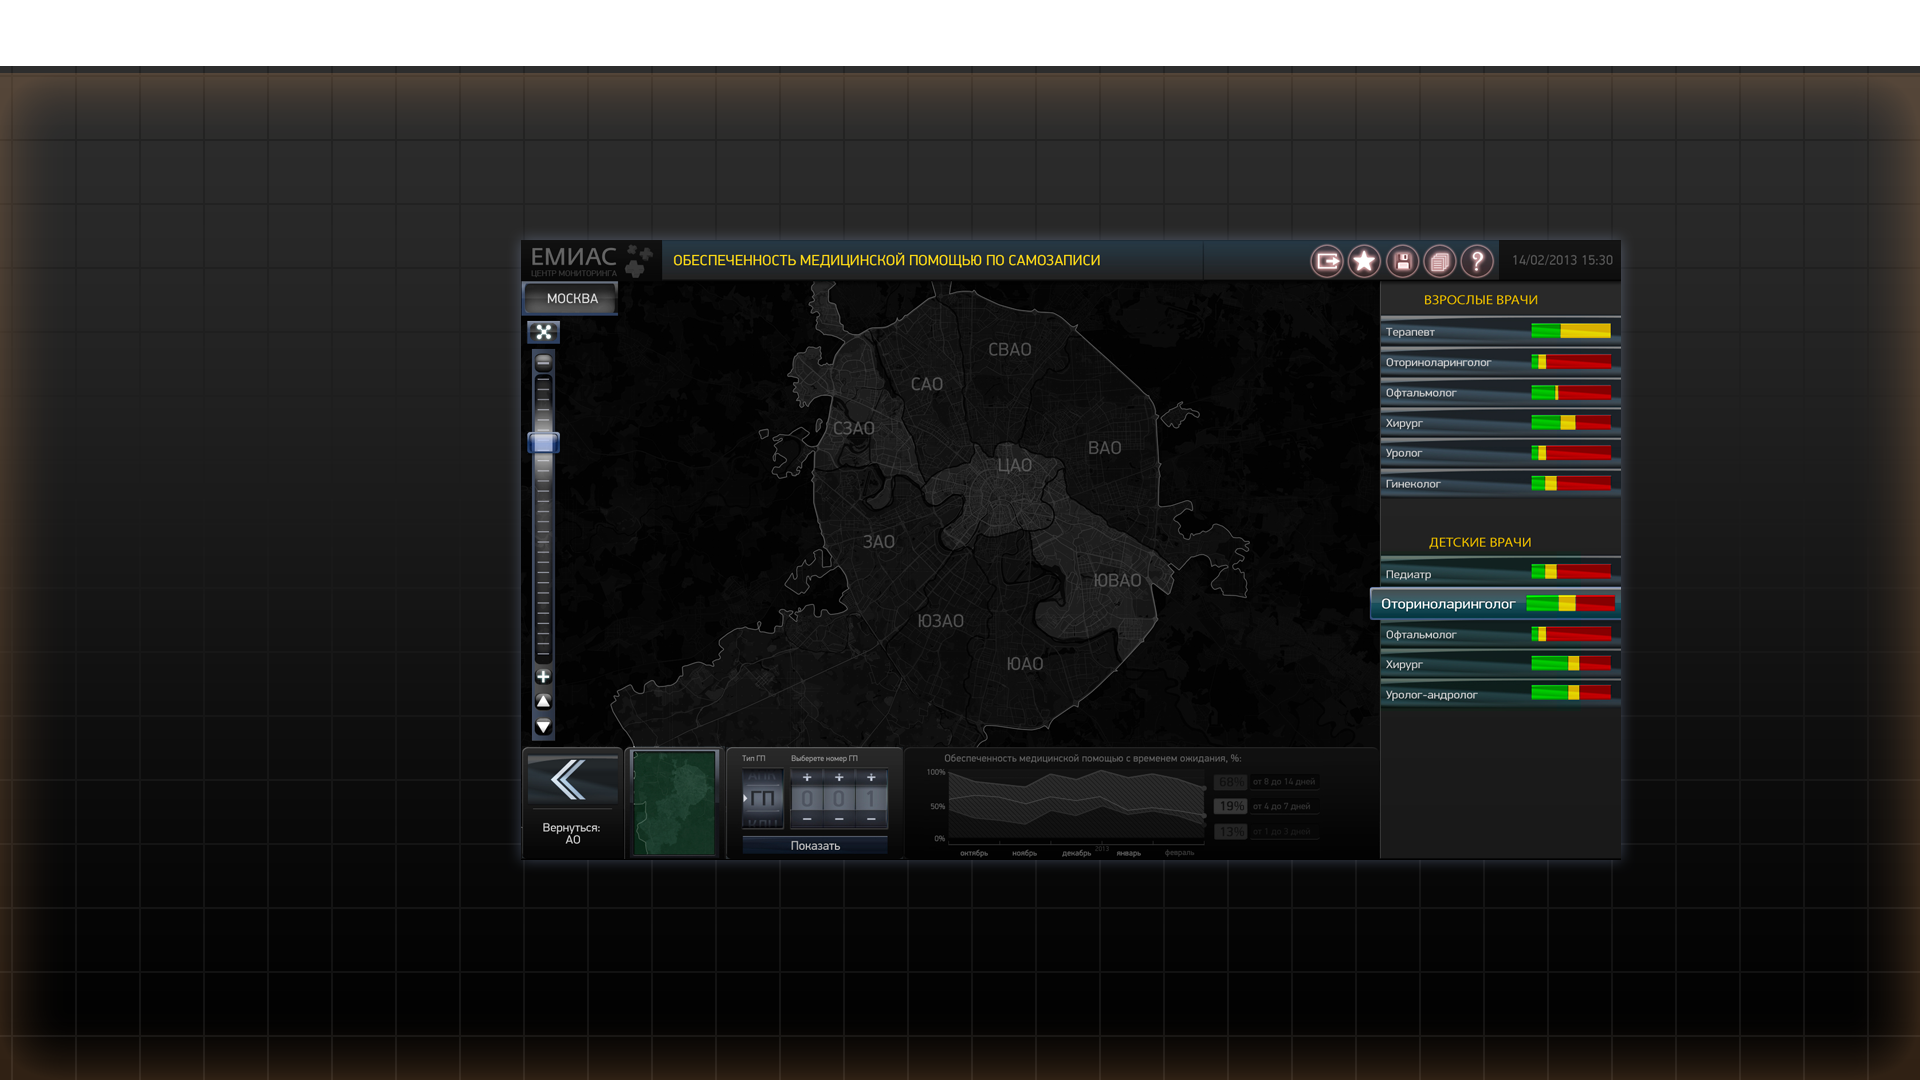 ЕМИАС
ЦЕНТР МОНИТОРИНГА
ОБЕСПЕЧЕННОСТЬ МЕДИЦИНСКОЙ ПОМОЩЬЮ ПО САМОЗАПИСИ
?
14/02/2013 15:30
МОСКВА
СВАО
САО
СЗАО
ВАО
ЦАО
ЗАО
ЮВАО
ЮЗАО
ЮАО
ВЗРОСЛЫЕ ВРАЧИ
Терапевт
Оториноларинголог
Офтальмолог
Хирург
Уролог
Гинеколог
ДЕТСКИЕ ВРАЧИ
Педиатр
Оториноларинголог
Офтальмолог
Хирург
Уролог-андролог
Вернуться:
АО
Тип ГП
ГП
Выберете номер ГП
+ + +
0 0 1
– – –
Показать
Обеспеченность медицинской помощью с временем ожидания, %:
100%
50%
0%
октябрь ноябрь декабрь 2013 январь февраль
68% от 8 до 14 дней
19% от 4 до 7 дней
13% от 1 до 3 дней